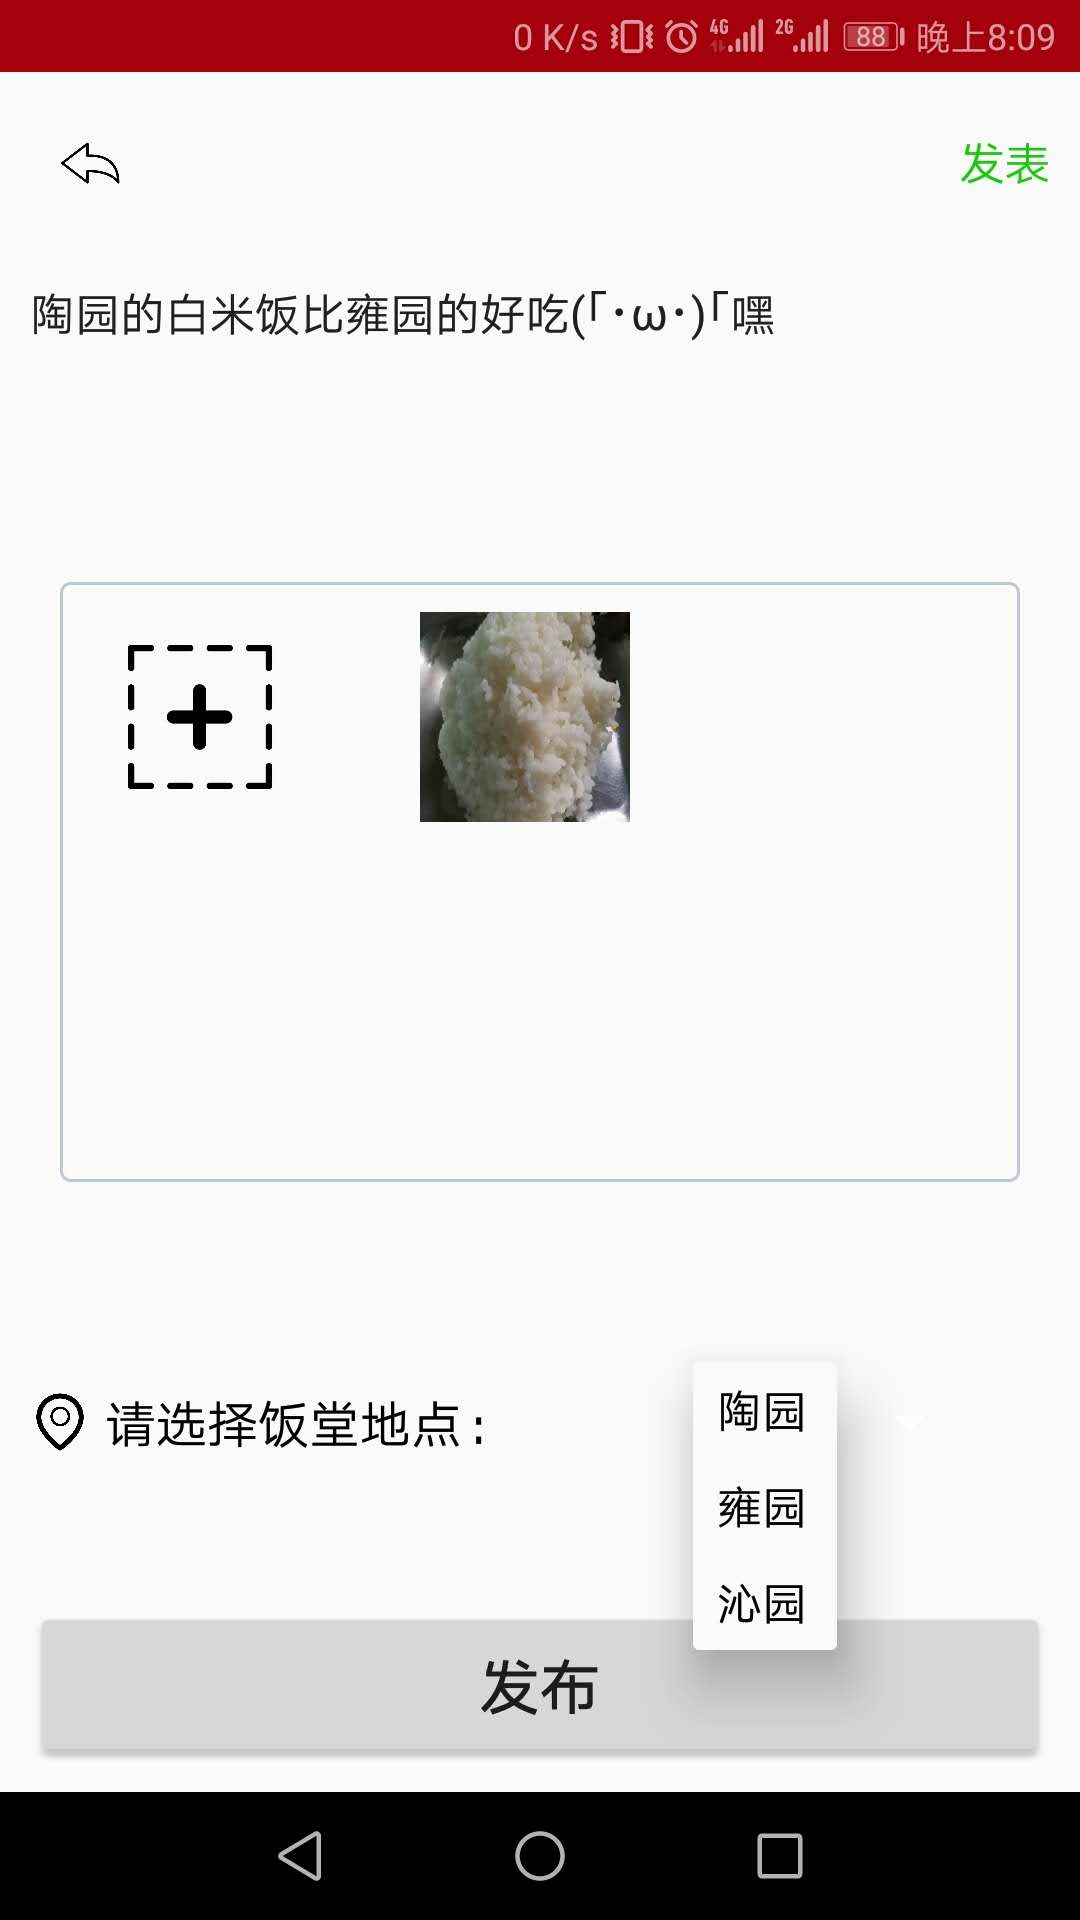 0 K/s 4G 2G 88 晚上8:09
发表
陶园的白米饭比雍园的好吃(｢･ω･)｢嘿
请选择饭堂地点:
陶园
雍园
沁园
发布